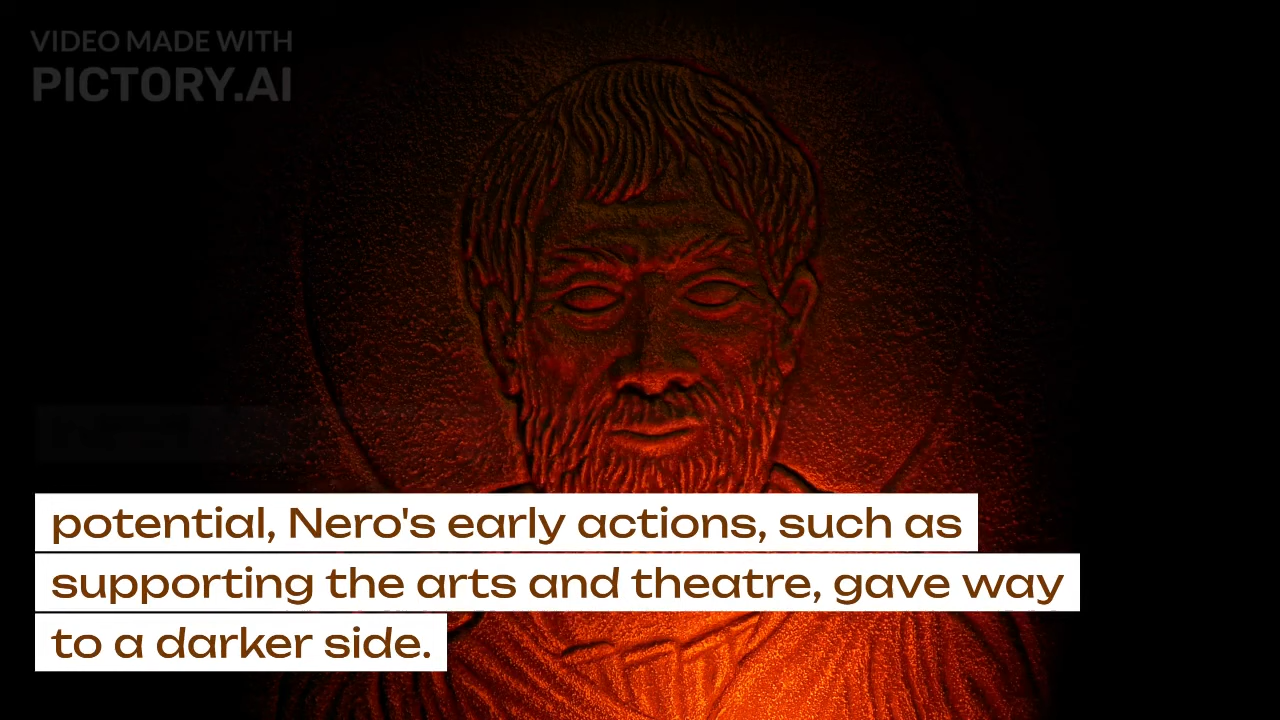 VIDEO MADE WITH
PICTORY.AI
potential, Nero's early actions, such as
supporting the arts and theatre, gave way
to a darker side.